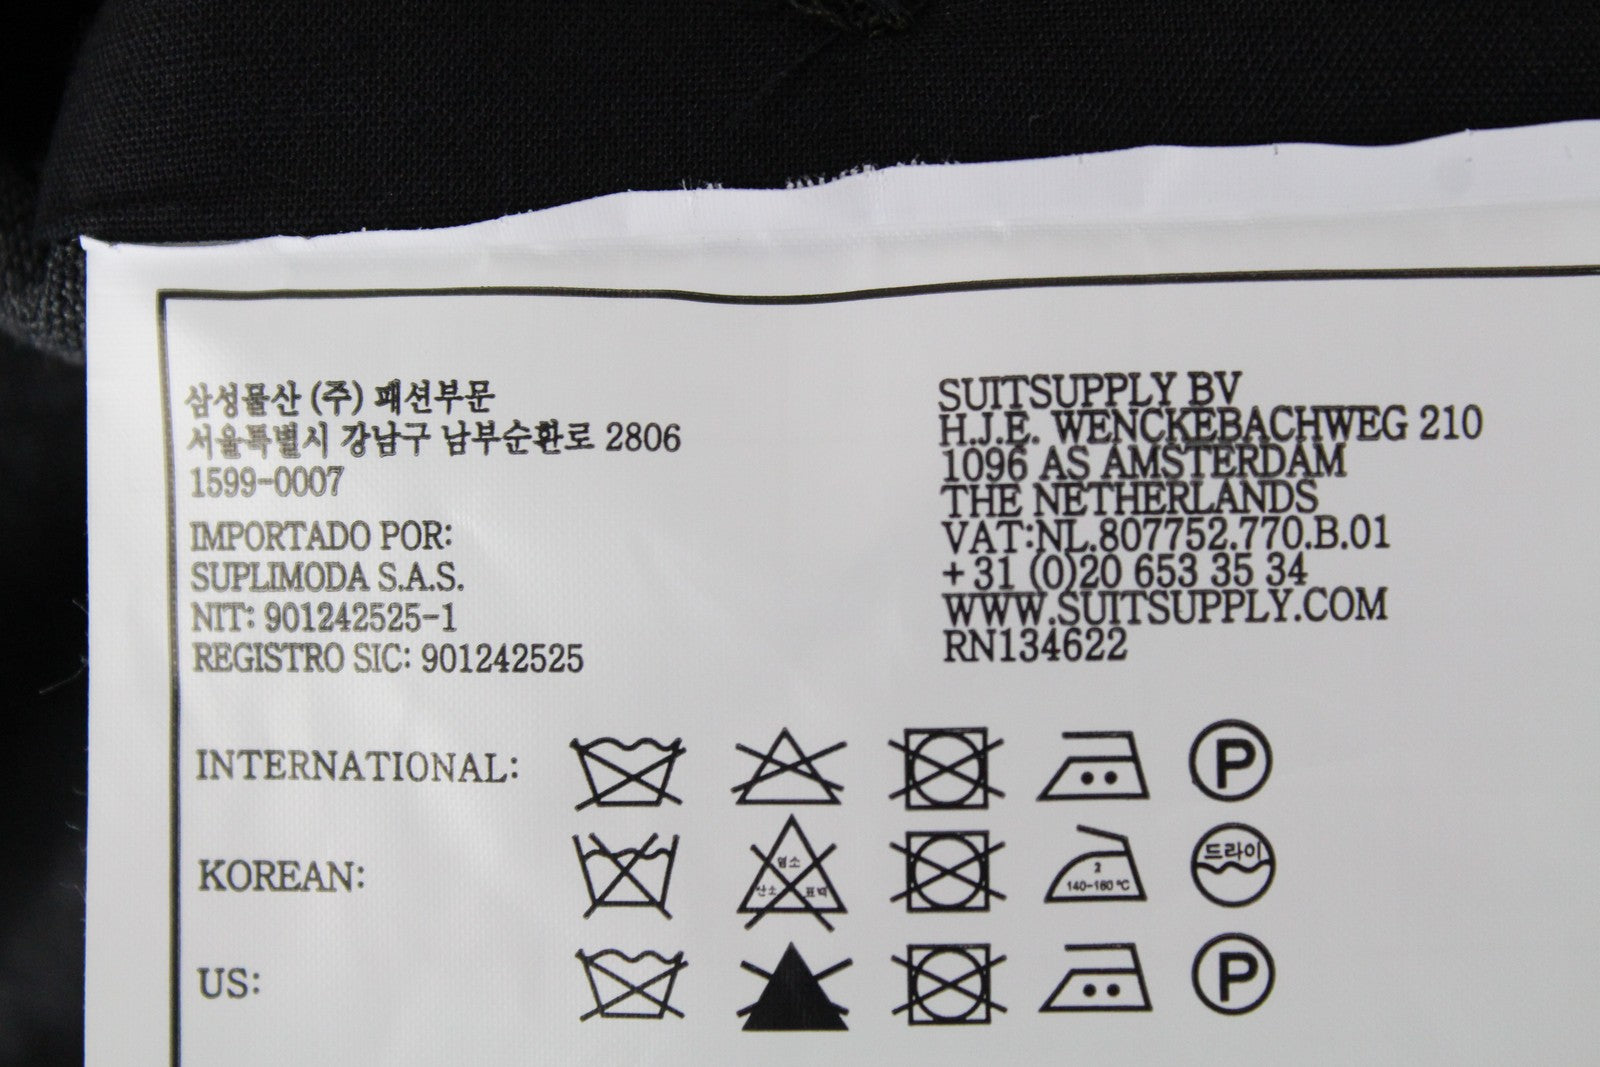 삼성물산 (주) 패션부문
서울특별시 강남구 남부순환로 2806
1599-0007
IMPORTADO POR:
SUPLIMODA S.A.S.
NIT: 901242525-1
REGISTRO SIC: 901242525
SUITSUPPLY BV
H.J.E. WENCKEBACHWEG 210
1096 AS AMSTERDAM
THE NETHERLANDS
VAT:NL.807752.770.B.01
+31 (0)20 653 35 34
WWW.SUITSUPPLY.COM
RN134622
INTERNATIONAL:
P
KOREAN:
염소
산소 표백
2
140-160℃
드라이
US:
P